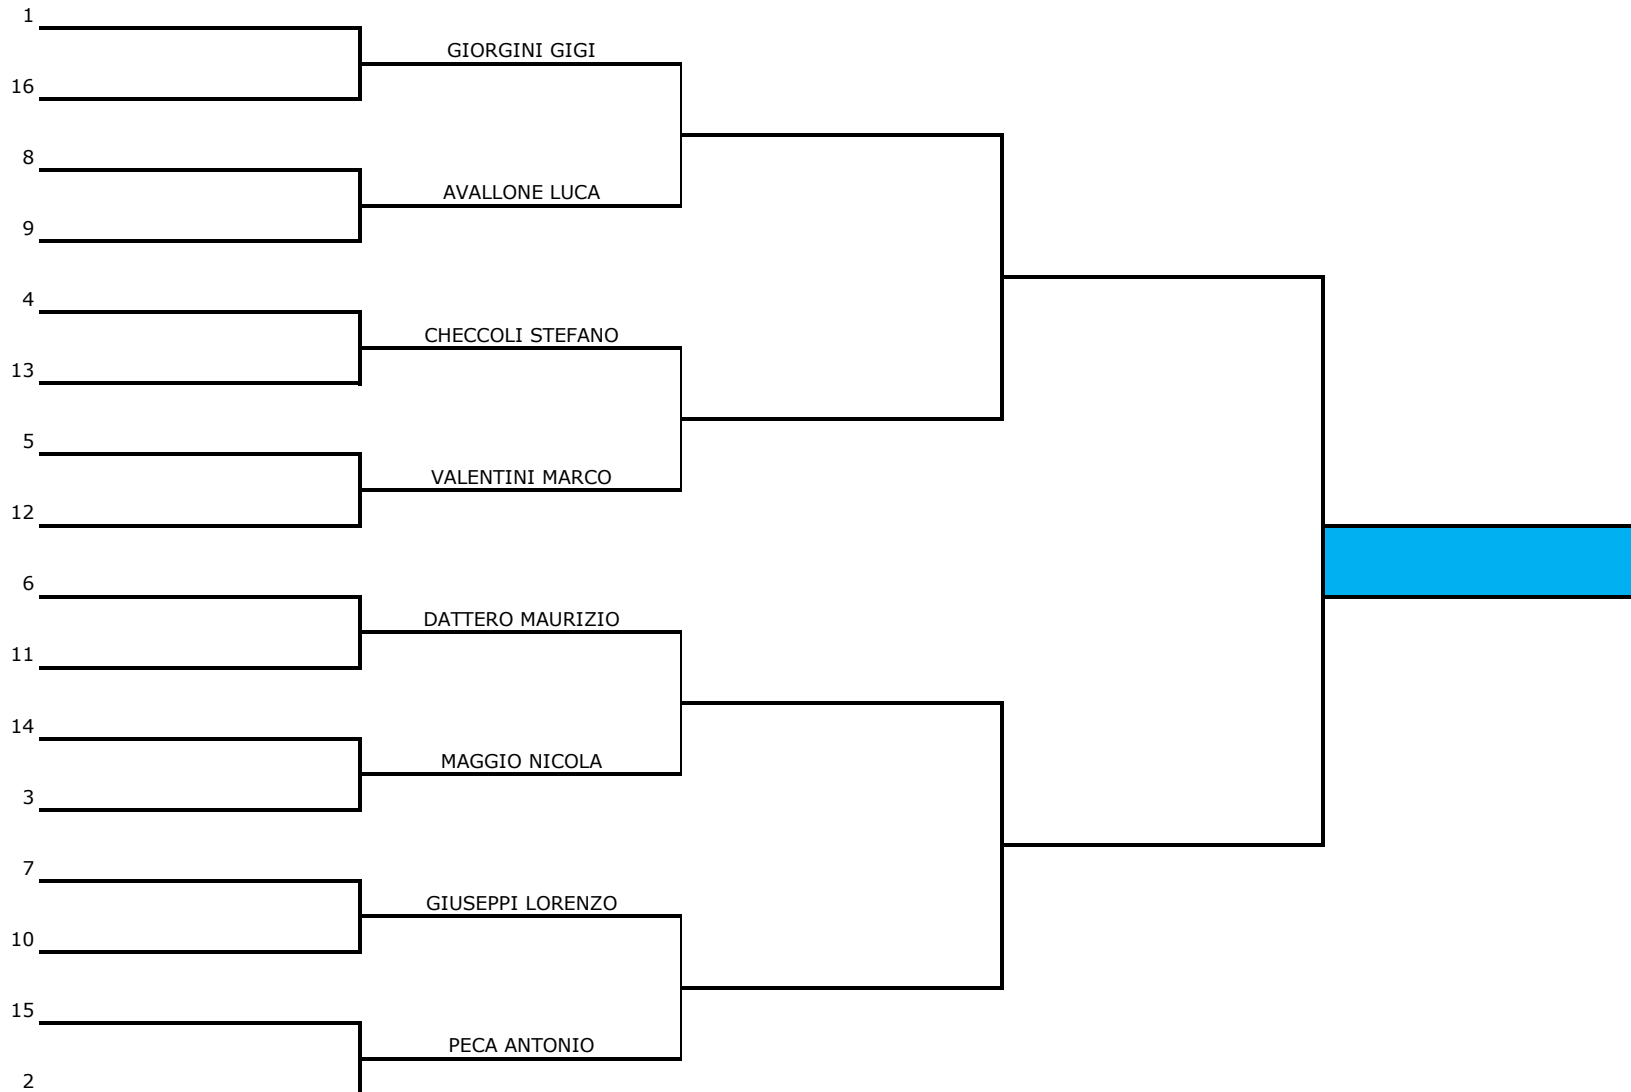 1
GIORGINI GIGI
16
8
AVALLONE LUCA
9
4
CHECCOLI STEFANO
13
5
VALENTINI MARCO
12
6
DATTERO MAURIZIO
11
14
MAGGIO NICOLA
3
7
GIUSEPPI LORENZO
10
15
PECA ANTONIO
2